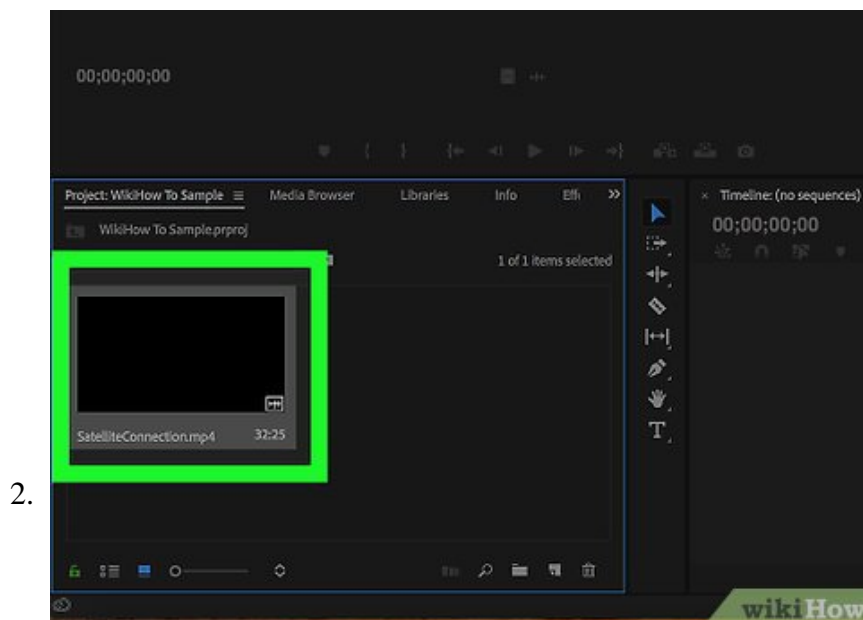 00;00;00;00
Project: WikiHow To Sample Media Browser Libraries Info Eff
WikiHow To Sample.prproj
1 of 1 items selected
SatelliteConnection.mp4 32:25
× Timeline: (no sequences)
00;00;00;00
T
2.
wikiHow